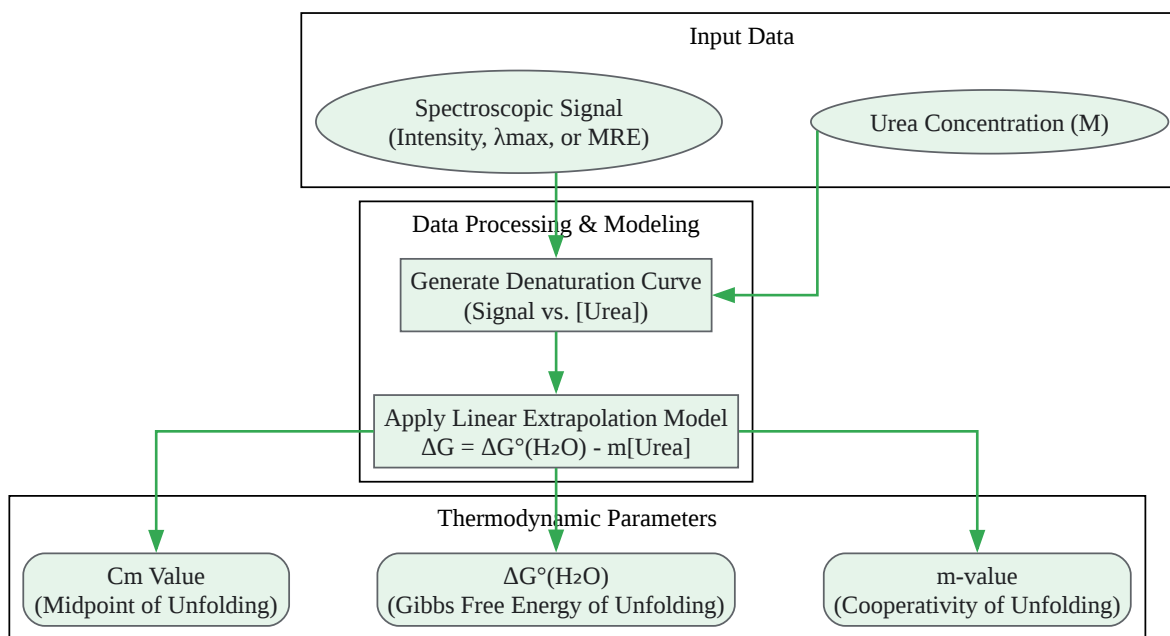 Input Data
Spectroscopic Signal
(Intensity, λmax, or MRE)
Urea Concentration (M)
Data Processing & Modeling
Generate Denaturation Curve
(Signal vs. [Urea])
Apply Linear Extrapolation Model
ΔG = ΔG°(H₂O) - m[Urea]
Thermodynamic Parameters
Cm Value
(Midpoint of Unfolding)
ΔG°(H₂O)
(Gibbs Free Energy of Unfolding)
m-value
(Cooperativity of Unfolding)